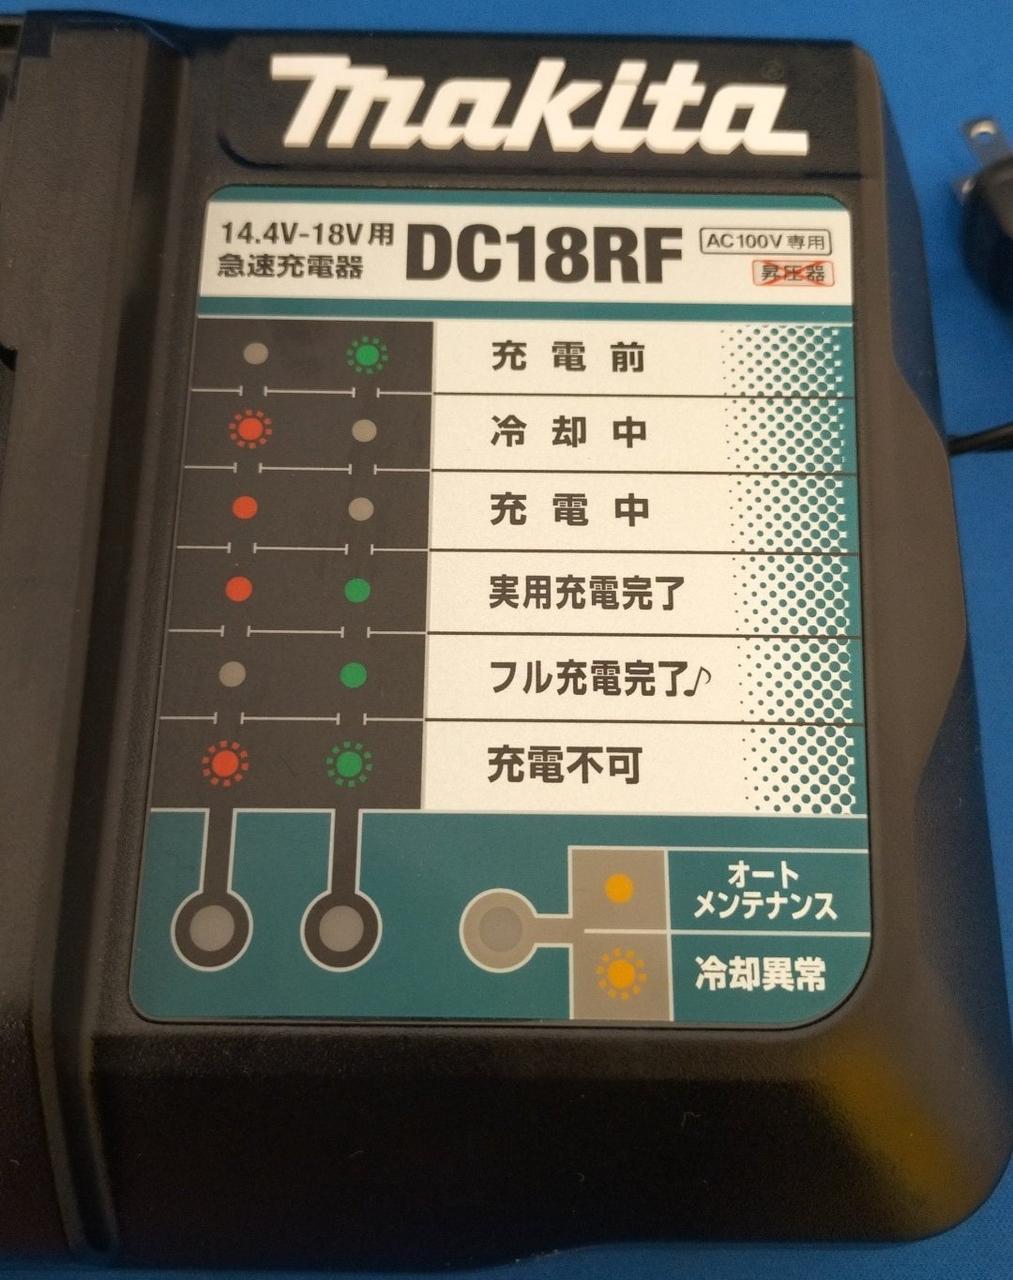 makita
14.4V-18V用
急速充電器
DC18RF
AC100V専用
昇圧器
充電前
冷却中
充電中
実用充電完了
フル充電完了♪
充電不可
オート
メンテナンス
冷却異常